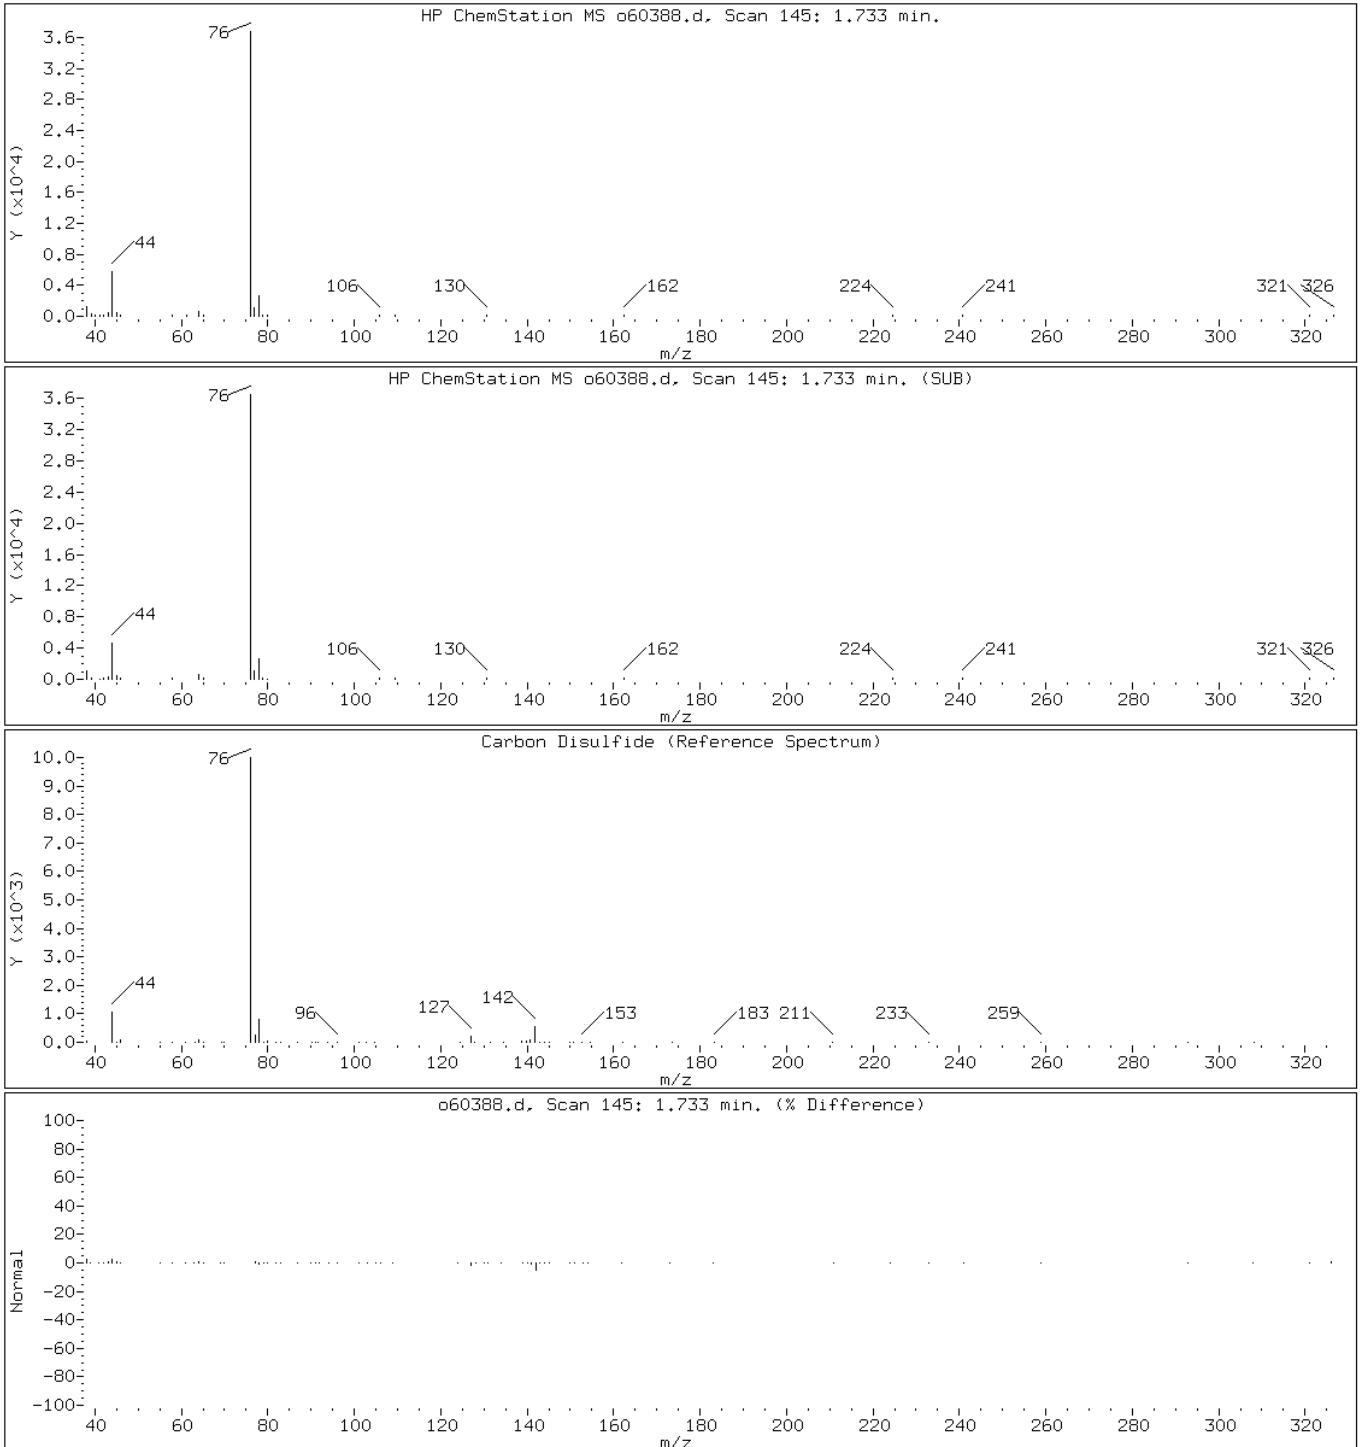 HP ChemStation MS o60388.d, Scan 145: 1.733 min.
76
3.6
3.2
2.8
2.4
2.0
1.6
1.2
0.8
0.4
0.0
Y (x10^4)
44
106 130 162 224 241 321 326
40 60 80 100 120 140 160 180 200 220 240 260 280 300 320
m/z
HP ChemStation MS o60388.d, Scan 145: 1.733 min. (SUB)
76
3.6
3.2
2.8
2.4
2.0
1.6
1.2
0.8
0.4
0.0
Y (x10^4)
44
106 130 162 224 241 321 326
40 60 80 100 120 140 160 180 200 220 240 260 280 300 320
m/z
Carbon Disulfide (Reference Spectrum)
76
10.0
9.0
8.0
7.0
6.0
5.0
4.0
3.0
2.0
1.0
0.0
Y (x10^3)
44
96 127 142 153 183 211 233 259
40 60 80 100 120 140 160 180 200 220 240 260 280 300 320
m/z
o60388.d, Scan 145: 1.733 min. (% Difference)
100
80
60
40
20
0
-20
-40
-60
-80
-100
Normal
40 60 80 100 120 140 160 180 200 220 240 260 280 300 320
m/z